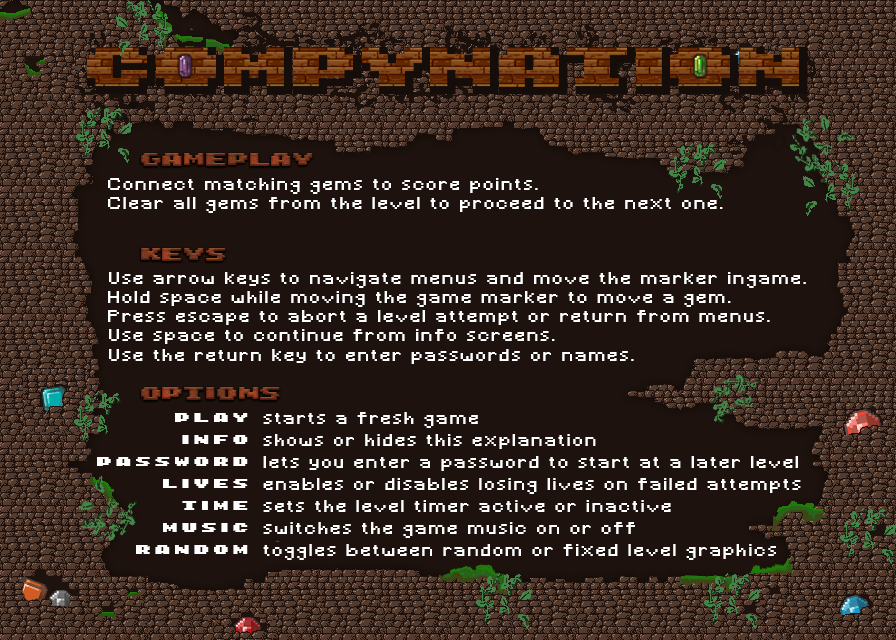 COMPYNATION
GAMEPLAY
Connect matching gems to score points.
Clear all gems from the level to proceed to the next one.
KEYS
Use arrow keys to navigate menus and move the marker ingame.
Hold space while moving the game marker to move a gem.
Press escape to abort a level attempt or return from menus.
Use space to continue from info screens.
Use the return key to enter passwords or names.
OPTIONS
PLAY starts a fresh game
INFO shows or hides this explanation
PASSWORD lets you enter a password to start at a later level
LIVES enables or disables losing lives on failed attempts
TIME sets the level timer active or inactive
MUSIC switches the game music on or off
RANDOM toggles between random or fixed level graphics